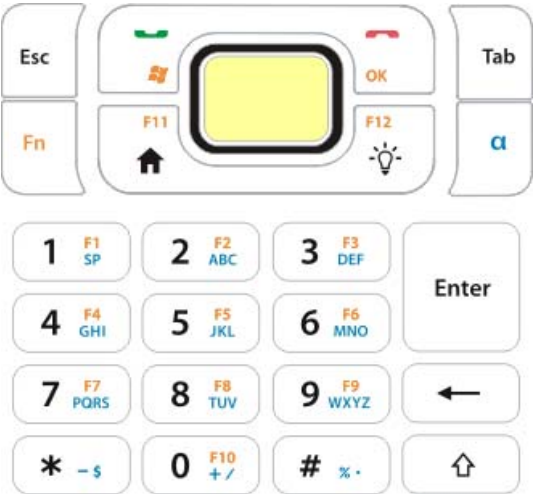 Esc
Tab
OK
Fn
F11
F12
α
1 F1 SP
2 F2 ABC
3 F3 DEF
Enter
4 F4 GHI
5 F5 JKL
6 F6 MNO
7 F7 PQRS
8 F8 TUV
9 F9 WXYZ
* - $
0 F10 + /
# % .